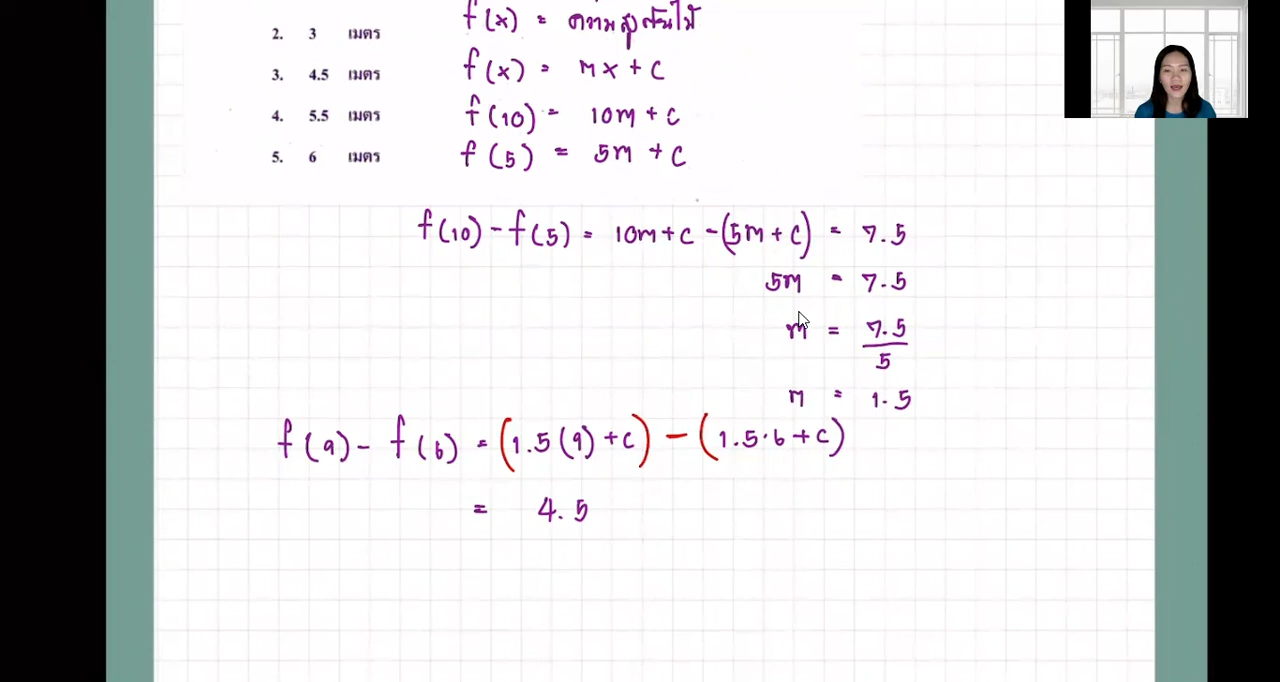 f(x) = ความสูงต้นไม้
2. 3 เมตร
f(x) = mx + c
3. 4.5 เมตร
f(10) = 10m + c
4. 5.5 เมตร
f(5) = 5m + c
5. 6 เมตร
f(10) - f(5) = 10m + c - (5m + c) = 7.5
5m = 7.5
m = 7.5/5
m = 1.5
f(9) - f(6) = (1.5(9) + c) - (1.5·6 + c)
= 4.5